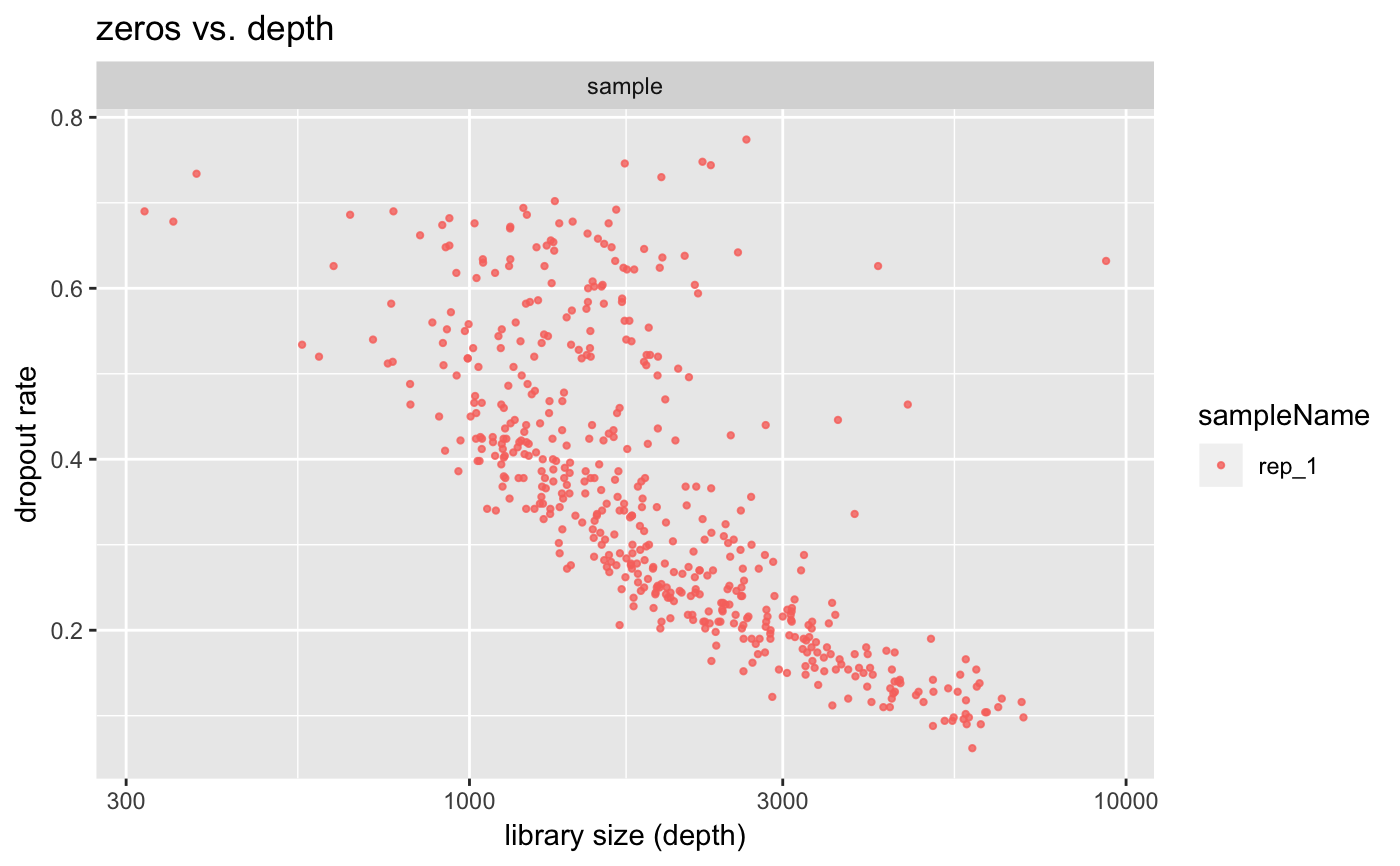 zeros vs. depth
sample
0.8
0.6
0.4
0.2
dropout rate
300 1000 3000 10000
library size (depth)
sampleName
rep_1